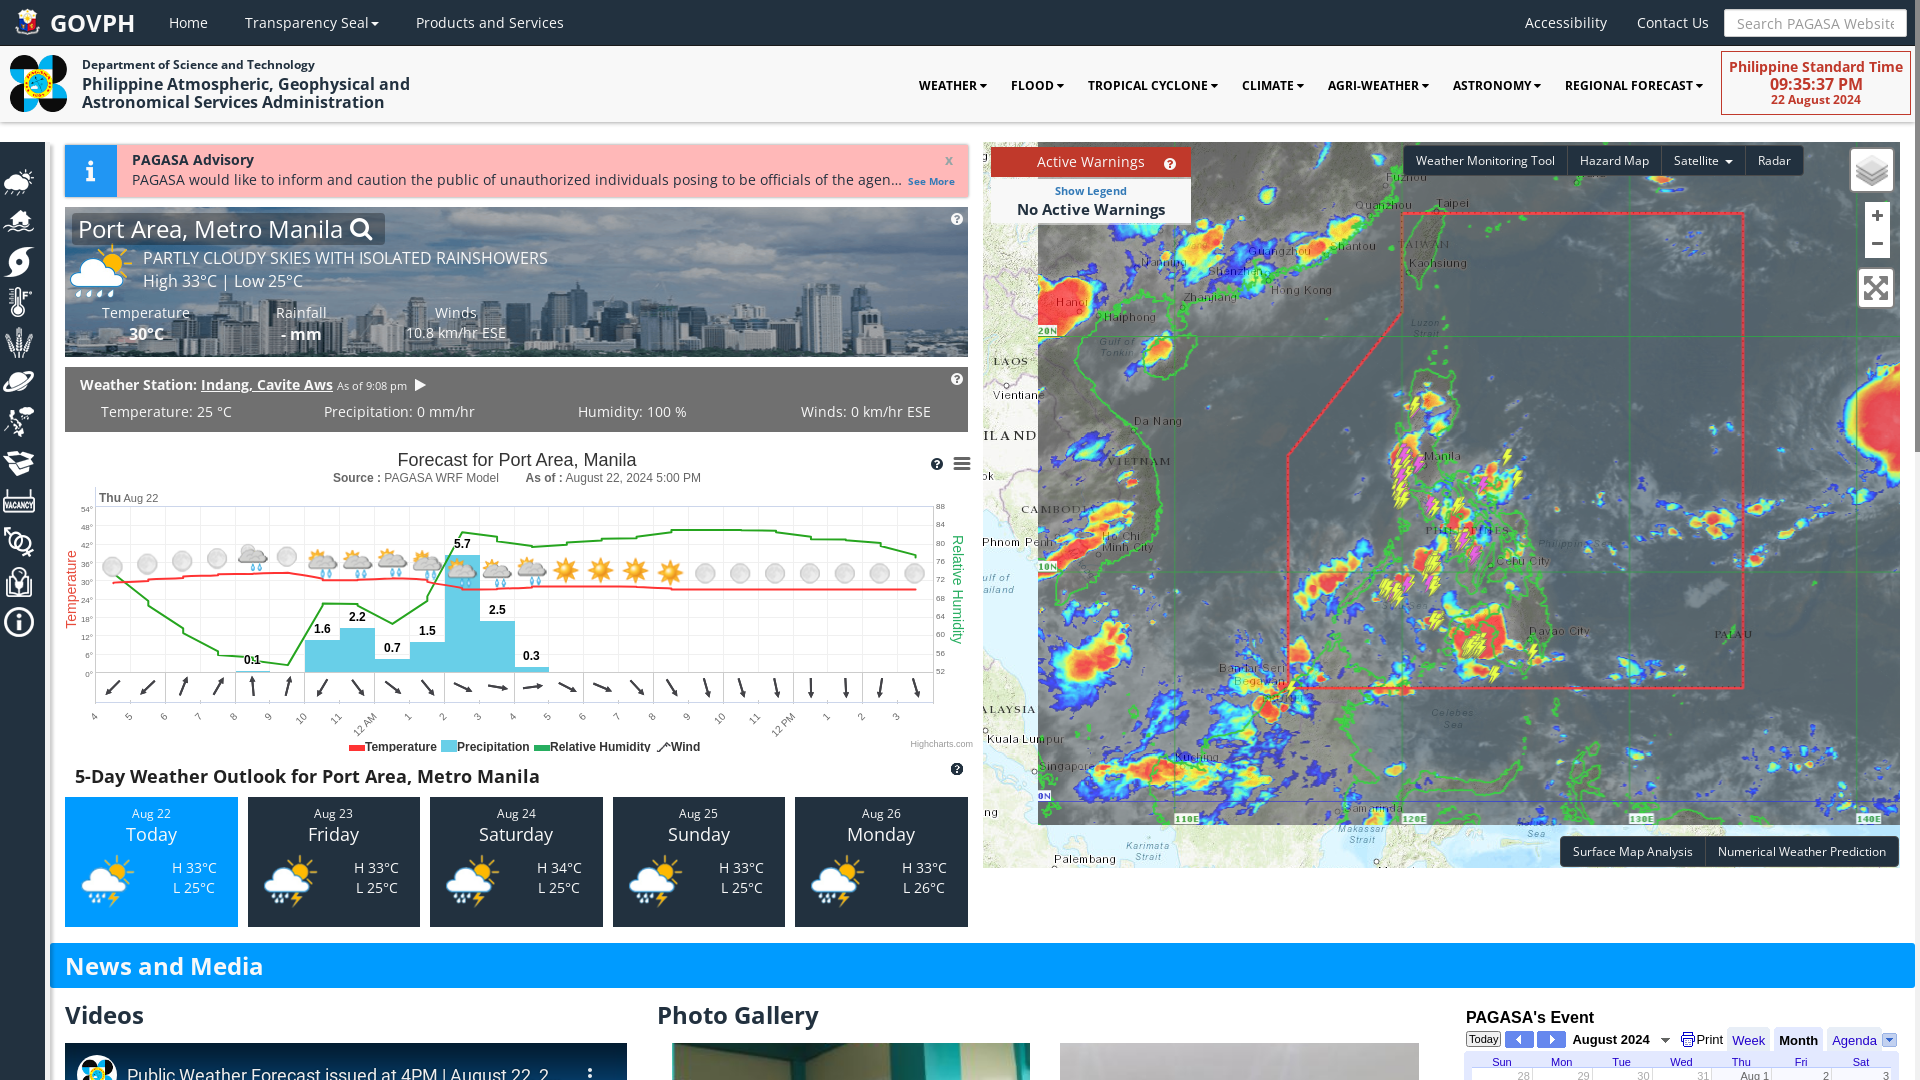 GOVPH
Home
Transparency Seal
Products and Services
Accessibility
Contact Us
Search PAGASA Website
Department of Science and Technology
Philippine Atmospheric, Geophysical and
Astronomical Services Administration
WEATHER
FLOOD
TROPICAL CYCLONE
CLIMATE
AGRI-WEATHER
ASTRONOMY
REGIONAL FORECAST
Philippine Standard Time
09:35:37 PM
22 August 2024
PAGASA Advisory
x
PAGASA would like to inform and caution the public of unauthorized individuals posing to be officials of the agen... See More
Port Area, Metro Manila
PARTLY CLOUDY SKIES WITH ISOLATED RAINSHOWERS
High 33°C | Low 25°C
Temperature Rainfall Winds
30°C - mm 10.8 km/hr ESE
Weather Station: Indang, Cavite Aws As of 9:08 pm
Temperature: 25 °C Precipitation: 0 mm/hr Humidity: 100 % Winds: 0 km/hr ESE
Forecast for Port Area, Manila
Source : PAGASA WRF Model As of : August 22, 2024 5:00 PM
Thu Aug 22
Temperature
54°
48°
42°
36°
30°
24°
18°
12°
6°
0°
0.1
1.6
2.2
0.7
1.5
5.7
2.5
0.3
88
84
80
76
72
68
64
60
56
52
Relative Humidity
4 5 6 7 8 9 10 11 12 AM 1 2 3 4 5 6 7 8 9 10 11 12 PM 1 2 3
Temperature Precipitation Relative Humidity Wind
Highcharts.com
5-Day Weather Outlook for Port Area, Metro Manila
Aug 22
Today
H 33°C
L 25°C
Aug 23
Friday
H 33°C
L 25°C
Aug 24
Saturday
H 34°C
L 25°C
Aug 25
Sunday
H 33°C
L 25°C
Aug 26
Monday
H 33°C
L 26°C
Active Warnings
Show Legend
No Active Warnings
Weather Monitoring Tool
Hazard Map
Satellite
Radar
+
−
Fuzhou
Quanzhou
Taipei
TAIWAN
Kaohsiung
Shantou
Guangzhou
Shenzhen
Hong Kong
Nanning
Zhanjiang
Hanoi
Haiphong
20N
Gulf of
Tonkin
Luzon
Strait
LAOS
Vientiane
Da Nang
ILAND
VIETNAM
Manila
ok
CAMBODIA
PHILIPPINES
Phnom Penh
Ho Chi
Minh City
Philippine
Cebu City
10N
ulf of
ailand
Davao City
PALAU
Bandar Seri
Begawan
ALAYSIA
Celebes
Sea
Kuala Lumpur
Kuching
Singapore
0N
Samarinda
ng
110E
120E
130E
140E
Makassar
Strait
Sea
Karimata
Strait
Palembang
Surface Map Analysis
Numerical Weather Prediction
News and Media
Videos
Public Weather Forecast issued at 4PM | August 22, 2...
Photo Gallery
PAGASA's Event
Today
August 2024
Print
Week
Month
Agenda
Sun Mon Tue Wed Thu Fri Sat
28 29 30 31 Aug 1 2 3